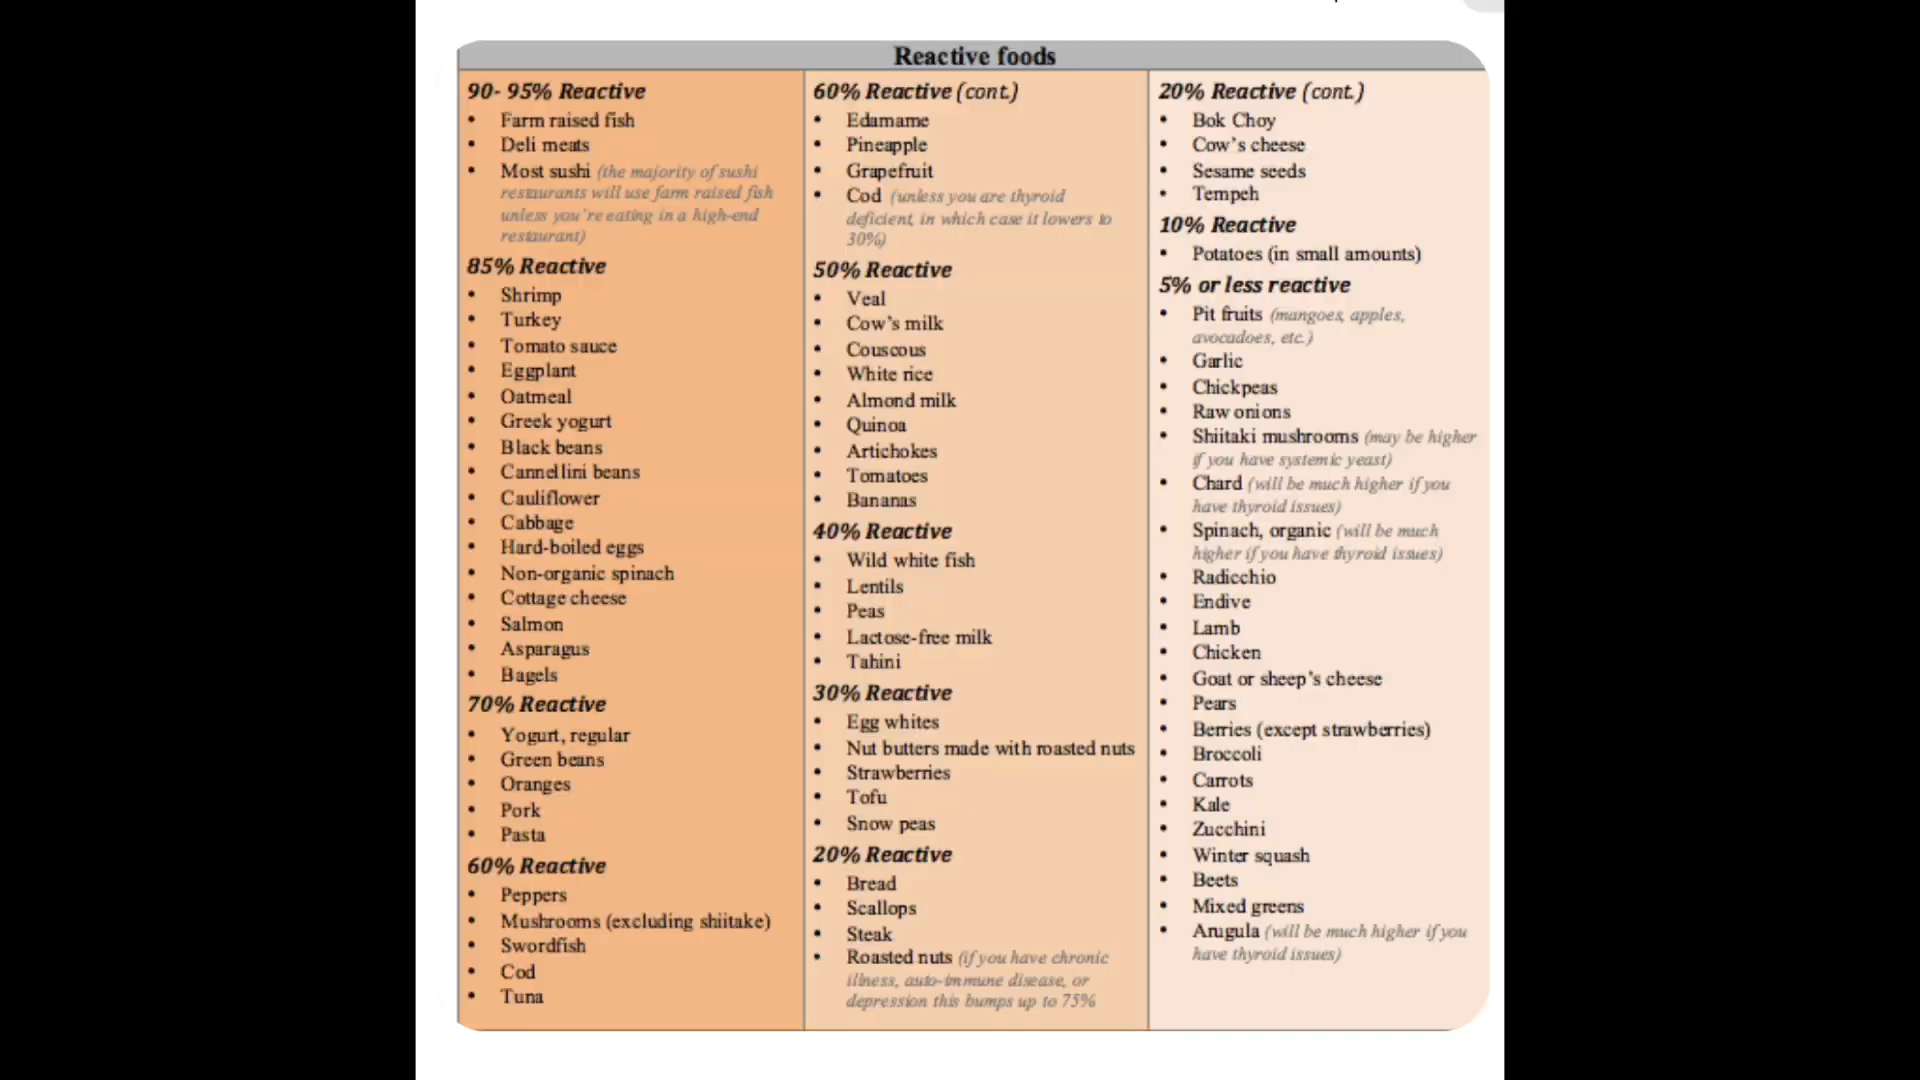 Reactive foods
90- 95% Reactive
• Farm raised fish
• Deli meats
• Most sushi (the majority of sushi
restaurants will use farm raised fish
unless you're eating in a high-end
restaurant)
85% Reactive
• Shrimp
• Turkey
• Tomato sauce
• Eggplant
• Oatmeal
• Greek yogurt
• Black beans
• Cannellini beans
• Cauliflower
• Cabbage
• Hard-boiled eggs
• Non-organic spinach
• Cottage cheese
• Salmon
• Asparagus
• Bagels
70% Reactive
• Yogurt, regular
• Green beans
• Oranges
• Pork
• Pasta
60% Reactive
• Peppers
• Mushrooms (excluding shiitake)
• Swordfish
• Cod
• Tuna
60% Reactive (cont.)
• Edamame
• Pineapple
• Grapefruit
• Cod (unless you are thyroid
deficient, in which case it lowers to
30%)
50% Reactive
• Veal
• Cow's milk
• Couscous
• White rice
• Almond milk
• Quinoa
• Artichokes
• Tomatoes
• Bananas
40% Reactive
• Wild white fish
• Lentils
• Peas
• Lactose-free milk
• Tahini
30% Reactive
• Egg whites
• Nut butters made with roasted nuts
• Strawberries
• Tofu
• Snow peas
20% Reactive
• Bread
• Scallops
• Steak
• Roasted nuts (if you have chronic
illness, auto-immune disease, or
depression this bumps up to 75%
20% Reactive (cont.)
• Bok Choy
• Cow's cheese
• Sesame seeds
• Tempeh
10% Reactive
• Potatoes (in small amounts)
5% or less reactive
• Pit fruits (mangoes, apples,
avocadoes, etc.)
• Garlic
• Chickpeas
• Raw onions
• Shiitaki mushrooms (may be higher
if you have systemic yeast)
• Chard (will be much higher if you
have thyroid issues)
• Spinach, organic (will be much
higher if you have thyroid issues)
• Radicchio
• Endive
• Lamb
• Chicken
• Goat or sheep's cheese
• Pears
• Berries (except strawberries)
• Broccoli
• Carrots
• Kale
• Zucchini
• Winter squash
• Beets
• Mixed greens
• Arugula (will be much higher if you
have thyroid issues)